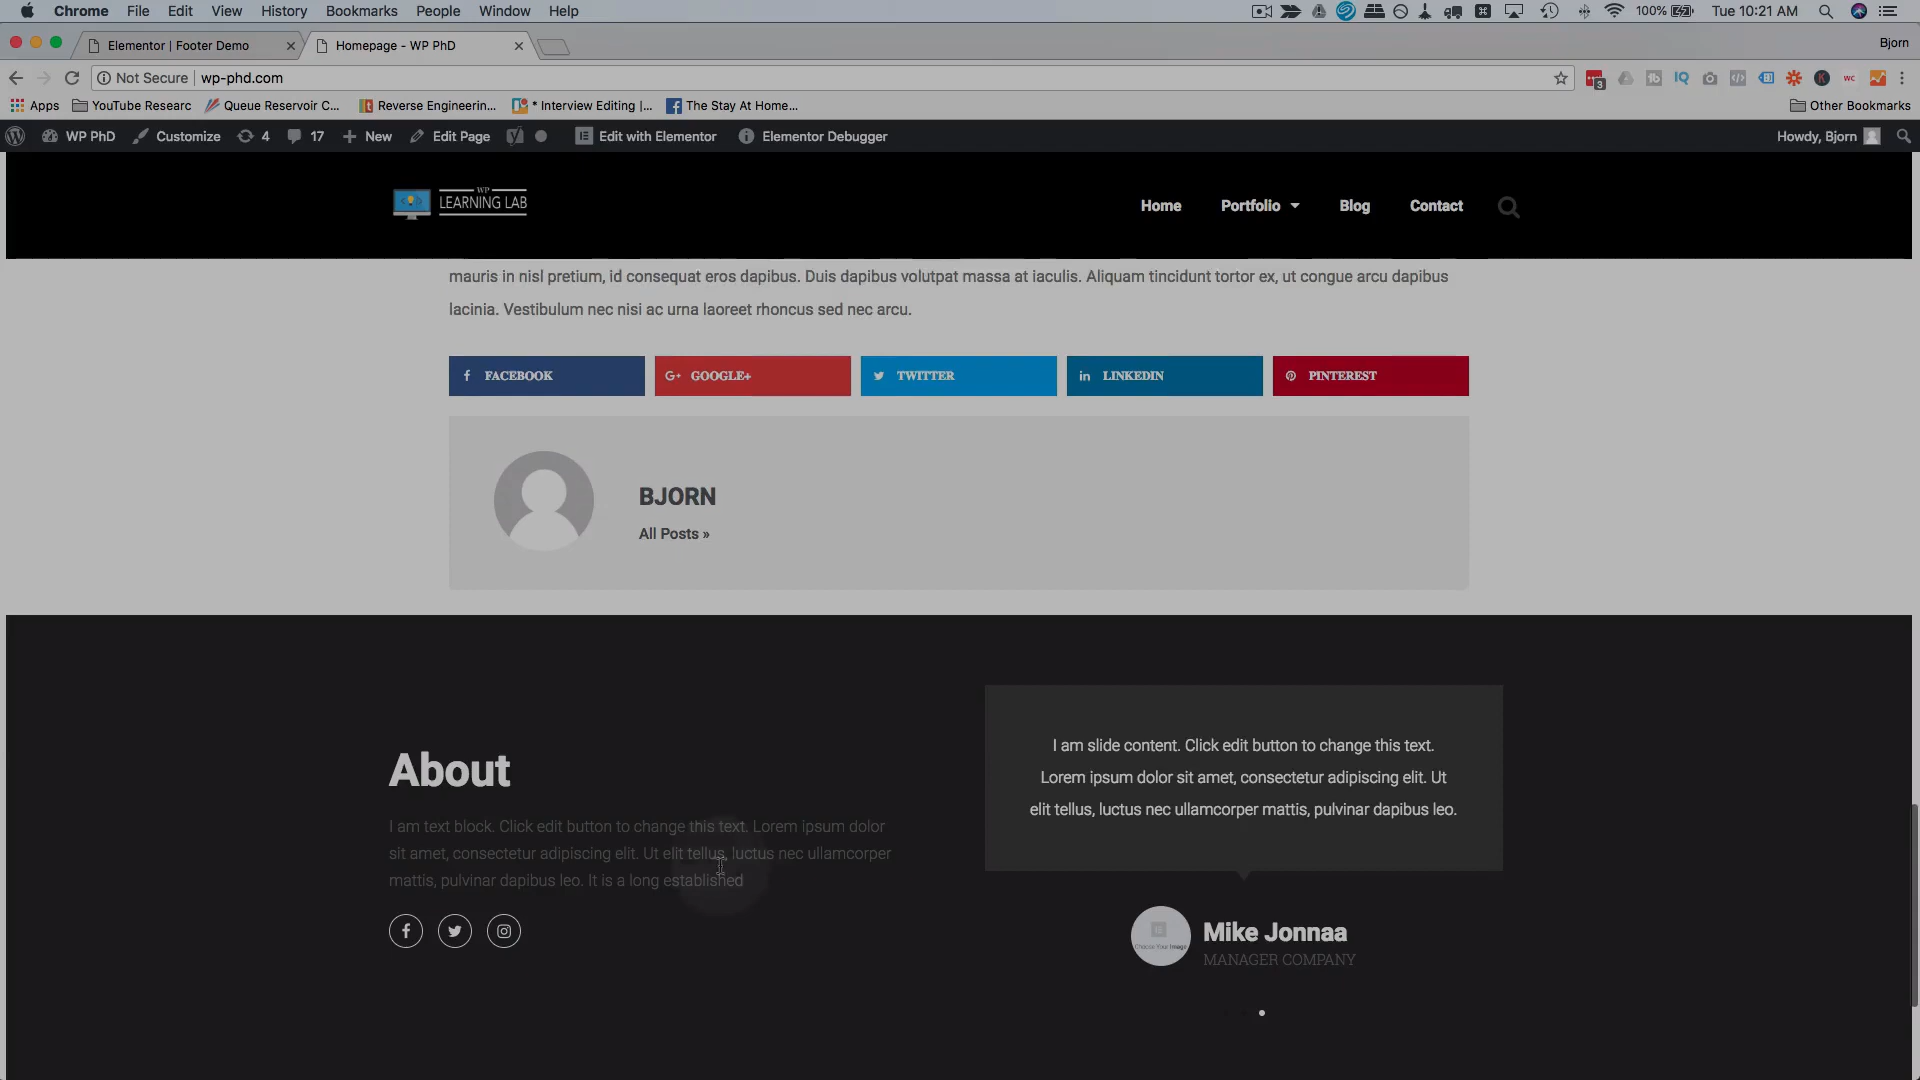 Chrome File Edit View History Bookmarks People Window Help 100% Tue 10:21 AM
Elementor | Footer Demo Homepage - WP PhD Bjorn
Not Secure wp-phd.com
Apps YouTube Researc Queue Reservoir C... Reverse Engineerin... * Interview Editing |... The Stay At Home... Other Bookmarks
WP PhD Customize 4 17 New Edit Page Edit with Elementor Elementor Debugger Howdy, Bjorn
WP
LEARNING LAB
Home Portfolio Blog Contact
mauris in nisl pretium, id consequat eros dapibus. Duis dapibus volutpat massa at iaculis. Aliquam tincidunt tortor ex, ut congue arcu dapibus
lacinia. Vestibulum nec nisi ac urna laoreet rhoncus sed nec arcu.
FACEBOOK GOOGLE+ TWITTER LINKEDIN PINTEREST
BJORN
All Posts »
About
I am text block. Click edit button to change this text. Lorem ipsum dolor
sit amet, consectetur adipiscing elit. Ut elit tellus, luctus nec ullamcorper
mattis, pulvinar dapibus leo. It is a long established
I am slide content. Click edit button to change this text.
Lorem ipsum dolor sit amet, consectetur adipiscing elit. Ut
elit tellus, luctus nec ullamcorper mattis, pulvinar dapibus leo.
Choose Your Image
Mike Jonnaa
MANAGER COMPANY